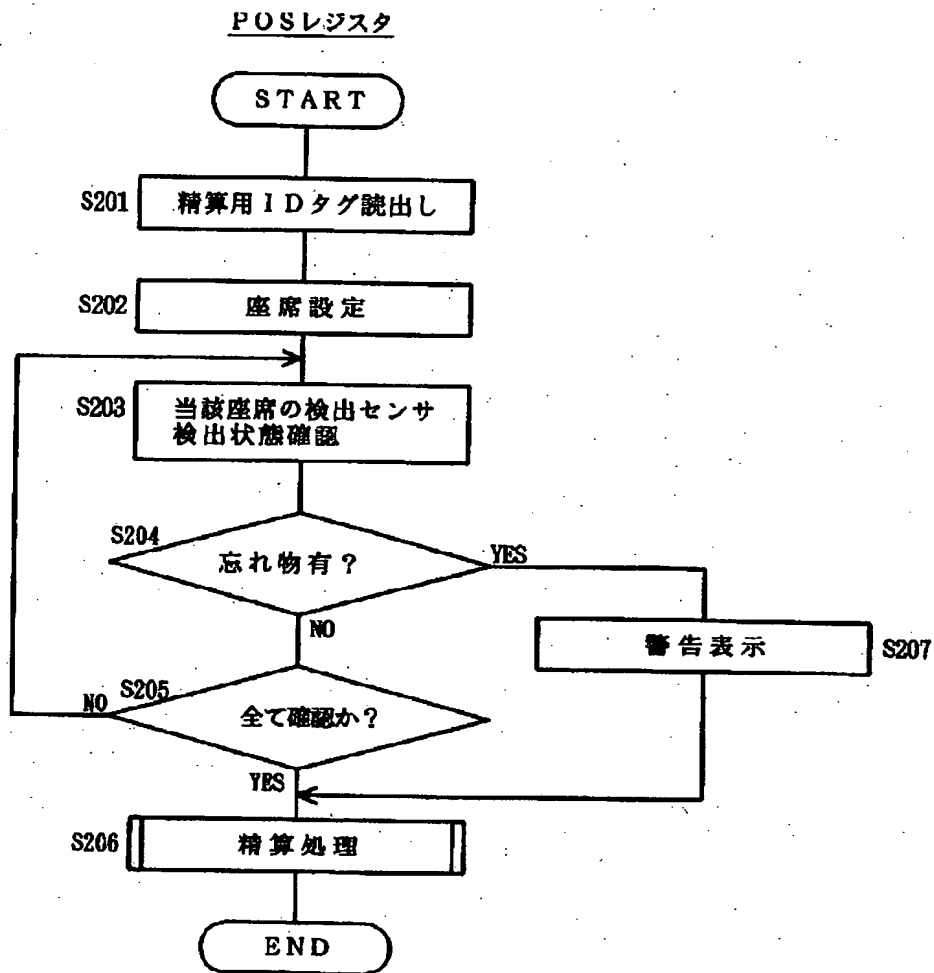 POSレジスタ
START
S201
精算用IDタグ読出し
S202
座席設定
S203
当該座席の検出センサ
検出状態確認
S204
忘れ物有?
YES
NO
警告表示
S207
S205
NO
全て確認か?
YES
S206
精算処理
END